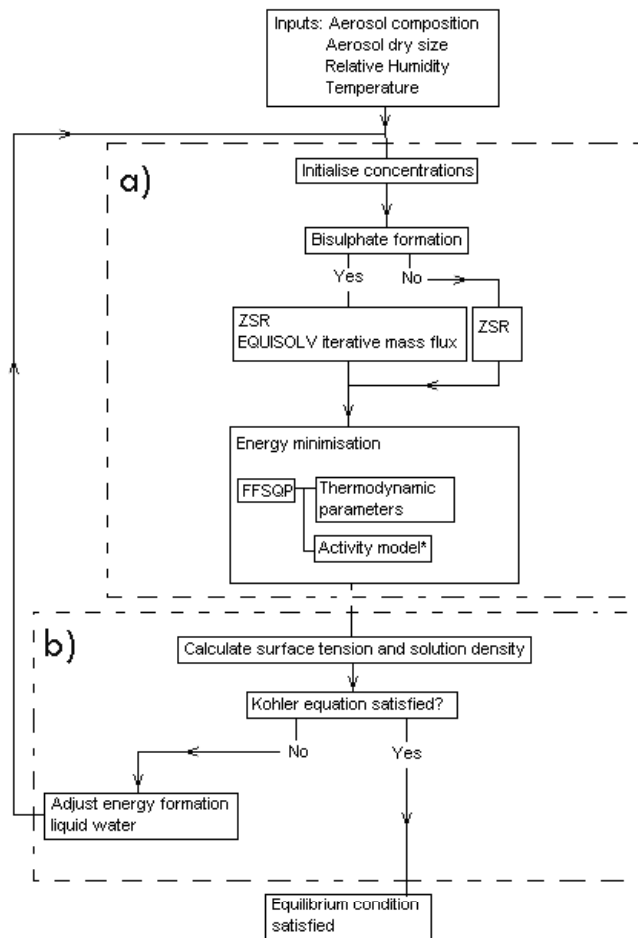 Inputs: Aerosol composition
Aerosol dry size
Relative Humidity
Temperature
a)
Initialise concentrations
Bisulphate formation
Yes
No
ZSR
EQUISOLV iterative mass flux
ZSR
Energy minimisation
FFSQP
Thermodynamic
parameters
Activity model*
b)
Calculate surface tension and solution density
Kohler equation satisfied?
No
Yes
Adjust energy formation
liquid water
Equilibrium condition
satisfied